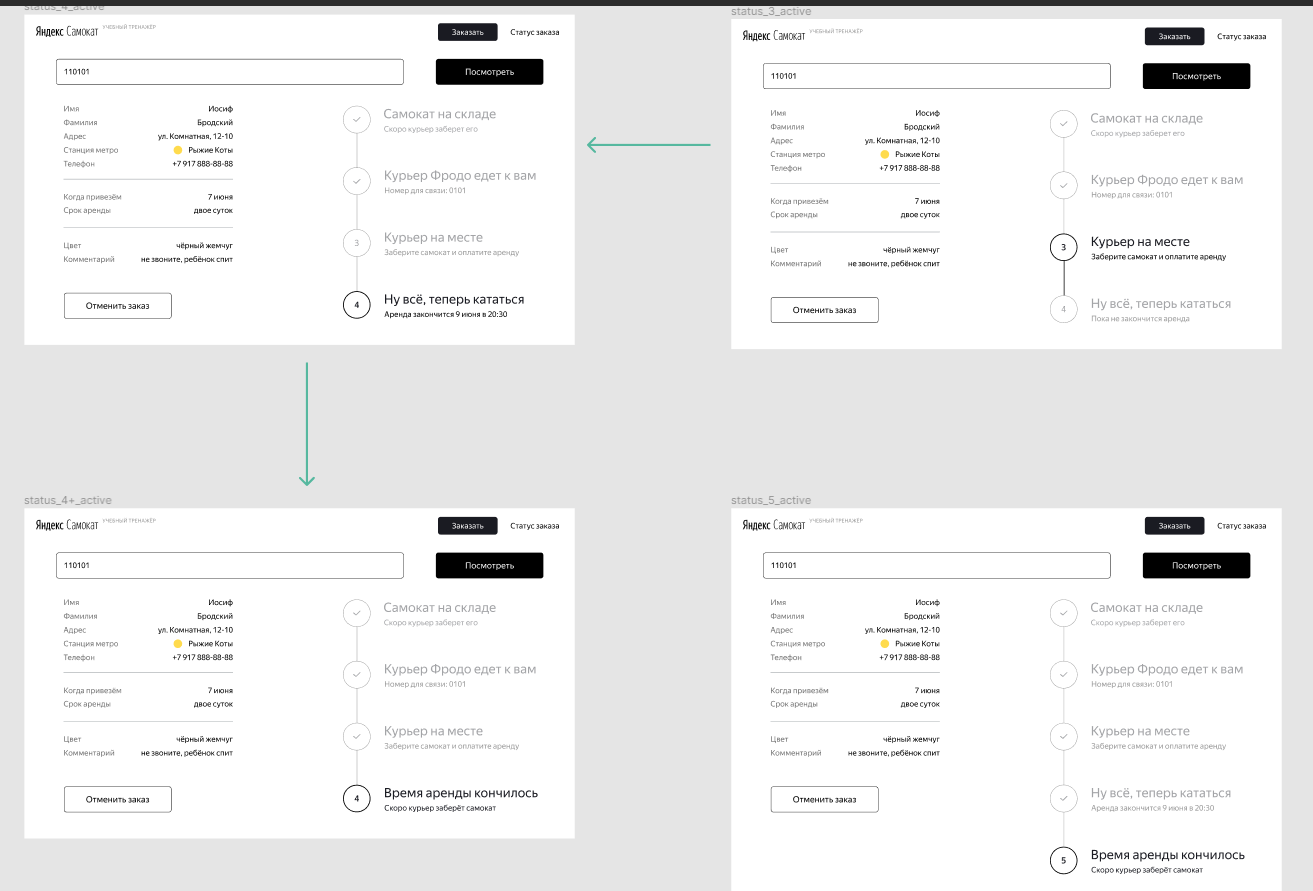 status_4_active
Яндекс Самокат УЧЕБНЫЙ ТРЕНАЖЁР
Заказать
Статус заказа
110101
Посмотреть
Имя Иосиф
Фамилия Бродский
Адрес ул. Комнатная, 12-10
Станция метро Рыжие Коты
Телефон +7 917 888-88-88
Когда привезём 7 июня
Срок аренды двое суток
Цвет чёрный жемчуг
Комментарий не звоните, ребёнок спит
Отменить заказ
Самокат на складе
Скоро курьер заберет его
Курьер Фродо едет к вам
Номер для связи: 0101
3
Курьер на месте
Заберите самокат и оплатите аренду
4
Ну всё, теперь кататься
Аренда закончится 9 июня в 20:30
status_3_active
Яндекс Самокат УЧЕБНЫЙ ТРЕНАЖЁР
Заказать
Статус заказа
110101
Посмотреть
Имя Иосиф
Фамилия Бродский
Адрес ул. Комнатная, 12-10
Станция метро Рыжие Коты
Телефон +7 917 888-88-88
Когда привезём 7 июня
Срок аренды двое суток
Цвет чёрный жемчуг
Комментарий не звоните, ребёнок спит
Отменить заказ
Самокат на складе
Скоро курьер заберет его
Курьер Фродо едет к вам
Номер для связи: 0101
3
Курьер на месте
Заберите самокат и оплатите аренду
4
Ну всё, теперь кататься
Пока не закончится аренда
status_4+_active
Яндекс Самокат УЧЕБНЫЙ ТРЕНАЖЁР
Заказать
Статус заказа
110101
Посмотреть
Имя Иосиф
Фамилия Бродский
Адрес ул. Комнатная, 12-10
Станция метро Рыжие Коты
Телефон +7 917 888-88-88
Когда привезём 7 июня
Срок аренды двое суток
Цвет чёрный жемчуг
Комментарий не звоните, ребёнок спит
Отменить заказ
Самокат на складе
Скоро курьер заберет его
Курьер Фродо едет к вам
Номер для связи: 0101
Курьер на месте
Заберите самокат и оплатите аренду
4
Время аренды кончилось
Скоро курьер заберёт самокат
status_5_active
Яндекс Самокат УЧЕБНЫЙ ТРЕНАЖЁР
Заказать
Статус заказа
110101
Посмотреть
Имя Иосиф
Фамилия Бродский
Адрес ул. Комнатная, 12-10
Станция метро Рыжие Коты
Телефон +7 917 888-88-88
Когда привезём 7 июня
Срок аренды двое суток
Цвет чёрный жемчуг
Комментарий не звоните, ребёнок спит
Отменить заказ
Самокат на складе
Скоро курьер заберет его
Курьер Фродо едет к вам
Номер для связи: 0101
Курьер на месте
Заберите самокат и оплатите аренду
Ну всё, теперь кататься
Аренда закончится 9 июня в 20:30
5
Время аренды кончилось
Скоро курьер заберёт самокат